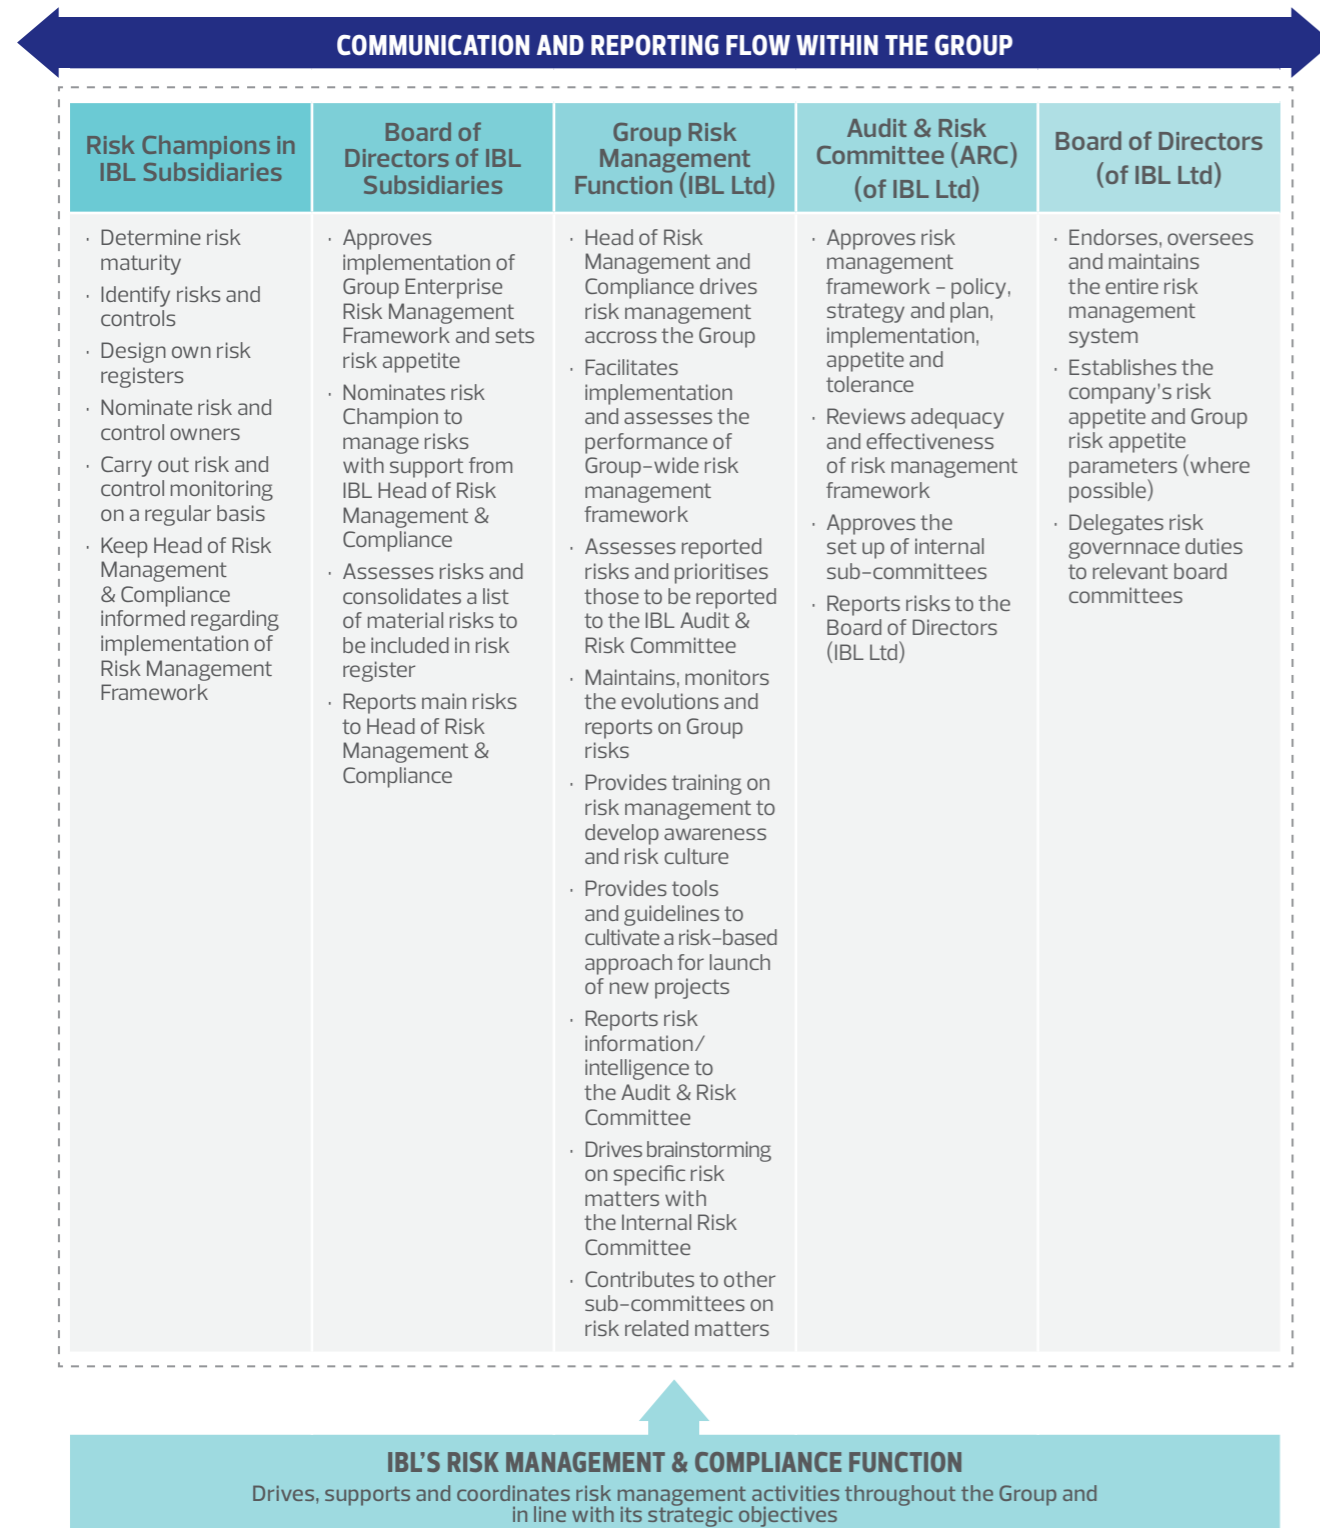 COMMUNICATION AND REPORTING FLOW WITHIN THE GROUP
Risk Champions in
IBL Subsidiaries
· Determine risk
maturity
· Identify risks and
controls
· Design own risk
registers
· Nominate risk and
control owners
· Carry out risk and
control monitoring
on a regular basis
· Keep Head of Risk
Management
& Compliance
informed regarding
implementation of
Risk Management
Framework
Board of
Directors of IBL
Subsidiaries
· Approves
implementation of
Group Enterprise
Risk Management
Framework and sets
risk appetite
· Nominates risk
Champion to
manage risks
with support from
IBL Head of Risk
Management &
Compliance
· Assesses risks and
consolidates a list
of material risks to
be included in risk
register
· Reports main risks
to Head of Risk
Management &
Compliance
Group Risk
Management
Function (IBL Ltd)
· Head of Risk
Management and
Compliance drives
risk management
accross the Group
· Facilitates
implementation
and assesses the
performance of
Group-wide risk
management
framework
· Assesses reported
risks and prioritises
those to be reported
to the IBL Audit &
Risk Committee
· Maintains, monitors
the evolutions and
reports on Group
risks
· Provides training on
risk management to
develop awareness
and risk culture
· Provides tools
and guidelines to
cultivate a risk-based
approach for launch
of new projects
· Reports risk
information/
intelligence to
the Audit & Risk
Committee
· Drives brainstorming
on specific risk
matters with
the Internal Risk
Committee
· Contributes to other
sub-committees on
risk related matters
Audit & Risk
Committee (ARC)
(of IBL Ltd)
· Approves risk
management
framework - policy,
strategy and plan,
implementation,
appetite and
tolerance
· Reviews adequacy
and effectiveness
of risk management
framework
· Approves the
set up of internal
sub-committees
· Reports risks to the
Board of Directors
(IBL Ltd)
Board of Directors
(of IBL Ltd)
· Endorses, oversees
and maintains
the entire risk
management
system
· Establishes the
company's risk
appetite and Group
risk appetite
parameters (where
possible)
· Delegates risk
governnace duties
to relevant board
committees
IBL'S RISK MANAGEMENT & COMPLIANCE FUNCTION
Drives, supports and coordinates risk management activities throughout the Group and
in line with its strategic objectives